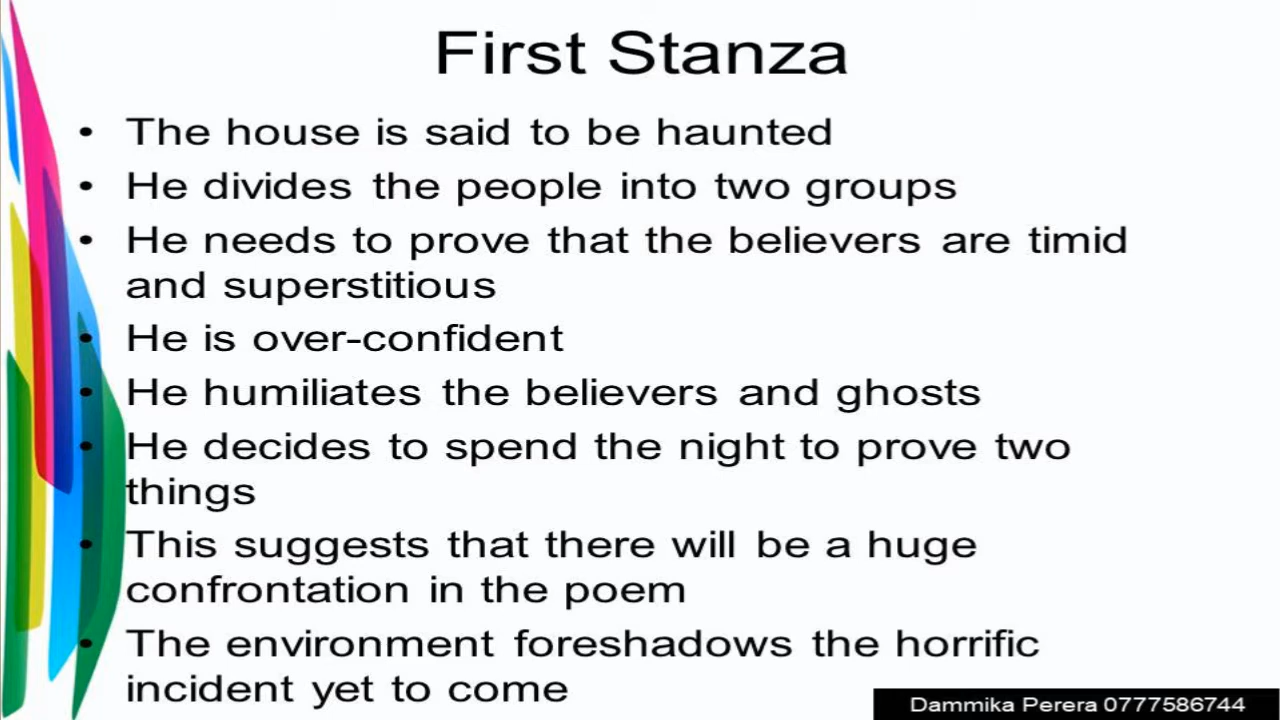 First Stanza
• The house is said to be haunted
• He divides the people into two groups
• He needs to prove that the believers are timid
and superstitious
• He is over-confident
• He humiliates the believers and ghosts
• He decides to spend the night to prove two
things
• This suggests that there will be a huge
confrontation in the poem
• The environment foreshadows the horrific
incident yet to come
Dammika Perera 0777586744